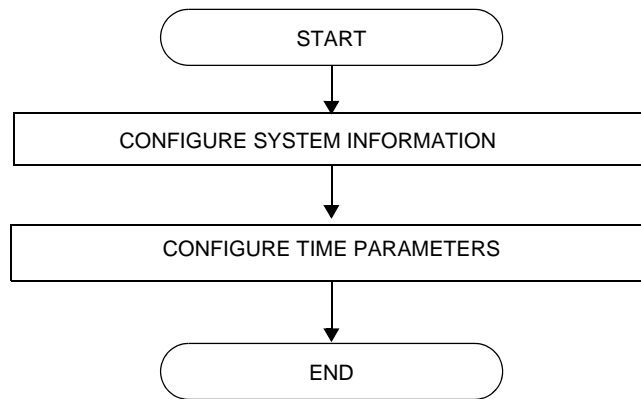 START
CONFIGURE SYSTEM INFORMATION
CONFIGURE TIME PARAMETERS
END